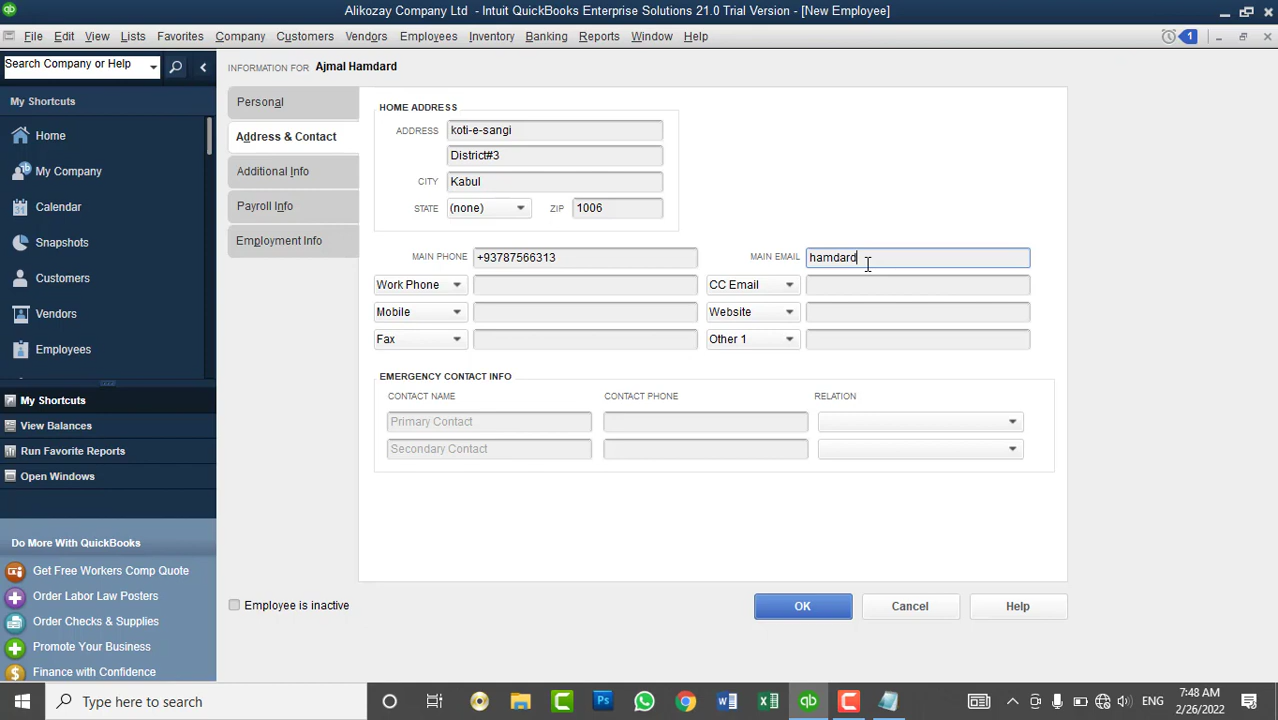 Alikozay Company Ltd - Intuit QuickBooks Enterprise Solutions 21.0 Trial Version - [New Employee]
File Edit View Lists Favorites Company Customers Vendors Employees Inventory Banking Reports Window Help
1
Search Company or Help
INFORMATION FOR Ajmal Hamdard
My Shortcuts
Home
My Company
Calendar
Snapshots
Customers
Vendors
Employees
My Shortcuts
View Balances
Run Favorite Reports
Open Windows
Do More With QuickBooks
Get Free Workers Comp Quote
Order Labor Law Posters
Order Checks & Supplies
Promote Your Business
Finance with Confidence
Personal
Address & Contact
Additional Info
Payroll Info
Employment Info
HOME ADDRESS
ADDRESS koti-e-sangi
District#3
CITY Kabul
STATE (none) ZIP 1006
MAIN PHONE +93787566313 MAIN EMAIL hamdard
Work Phone CC Email
Mobile Website
Fax Other 1
EMERGENCY CONTACT INFO
CONTACT NAME CONTACT PHONE RELATION
Primary Contact
Secondary Contact
Employee is inactive
OK Cancel Help
Type here to search
Ps
qb
ENG
7:48 AM
2/26/2022